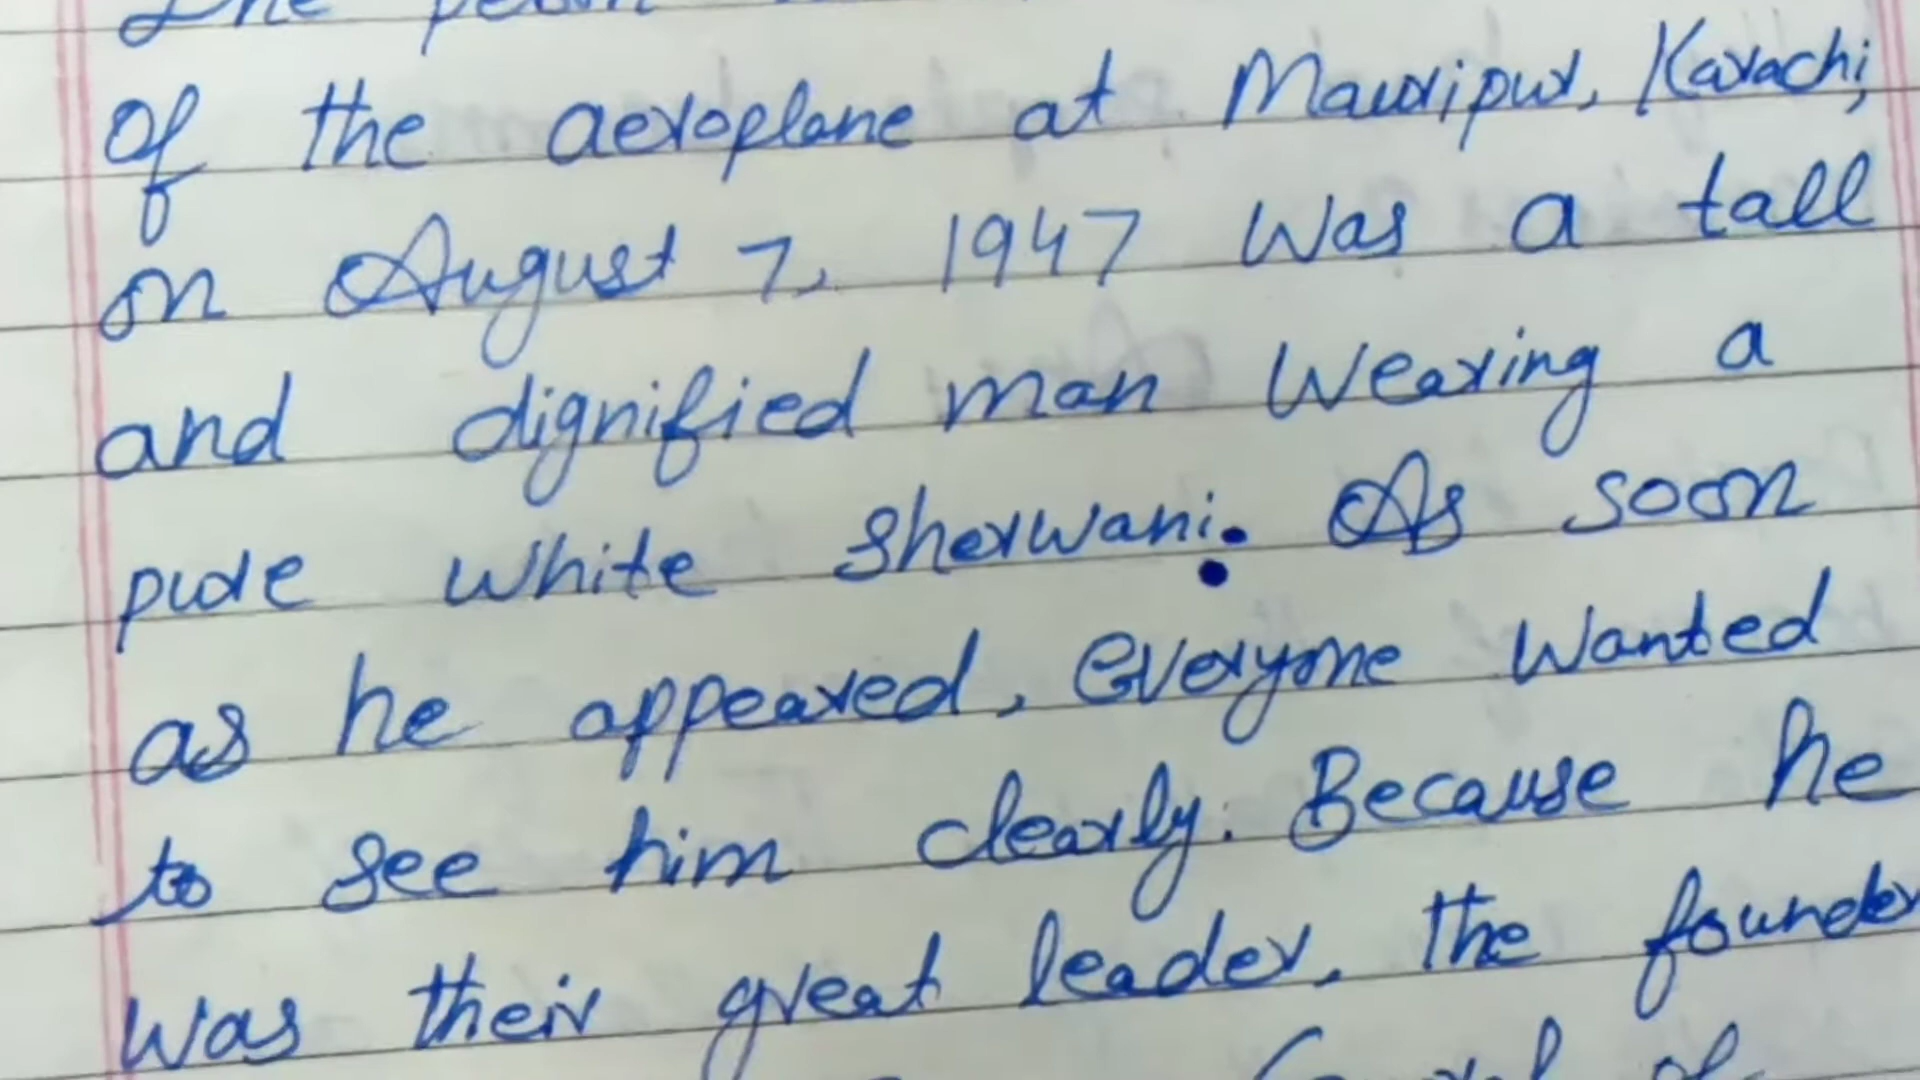 The
of the aeroplane at Mauripur, Karachi,
on August 7, 1947 was a tall
and dignified man wearing a
pure white sherwani. As soon
as he appeared, everyone wanted
to see him clearly. Because he
was their great leader, the founder
of